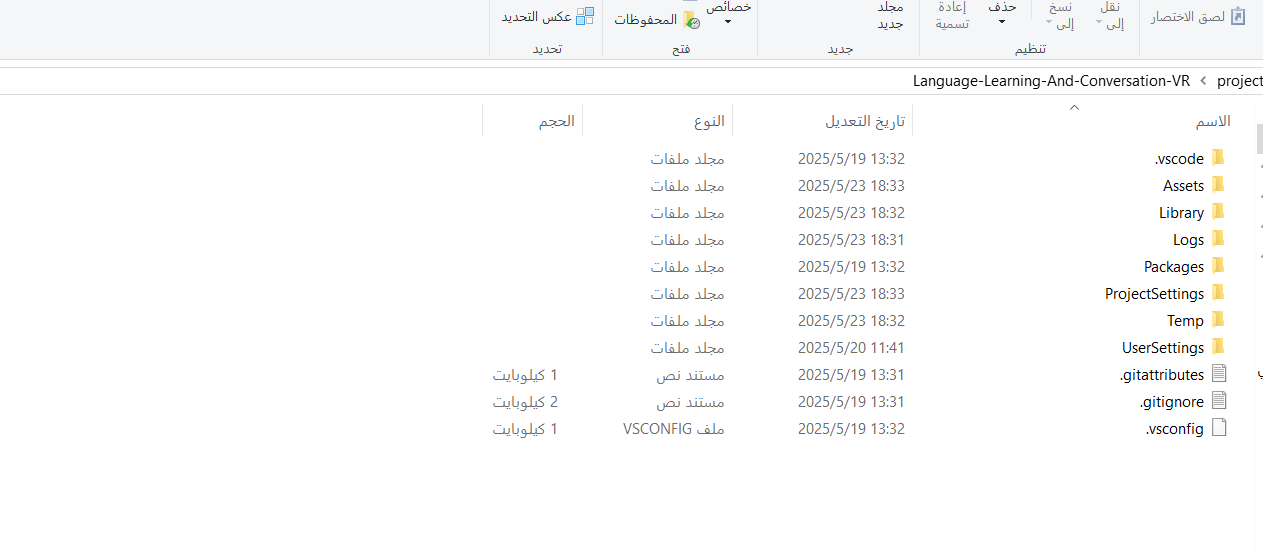 لصق الاختصار
نقل إلى
نسخ إلى
حذف
إعادة تسمية
مجلد جديد
خصائص
المحفوظات
عكس التحديد
تنظيم
جديد
فتح
تحديد
project > Language-Learning-And-Conversation-VR
الاسم تاريخ التعديل النوع الحجم
.vscode 2025/5/19 13:32 مجلد ملفات
Assets 2025/5/23 18:33 مجلد ملفات
Library 2025/5/23 18:32 مجلد ملفات
Logs 2025/5/23 18:31 مجلد ملفات
Packages 2025/5/19 13:32 مجلد ملفات
ProjectSettings 2025/5/23 18:33 مجلد ملفات
Temp 2025/5/23 18:32 مجلد ملفات
UserSettings 2025/5/20 11:41 مجلد ملفات
.gitattributes 2025/5/19 13:31 مستند نص 1 كيلوبايت
.gitignore 2025/5/19 13:31 مستند نص 2 كيلوبايت
.vsconfig 2025/5/19 13:32 ملف VSCONFIG 1 كيلوبايت